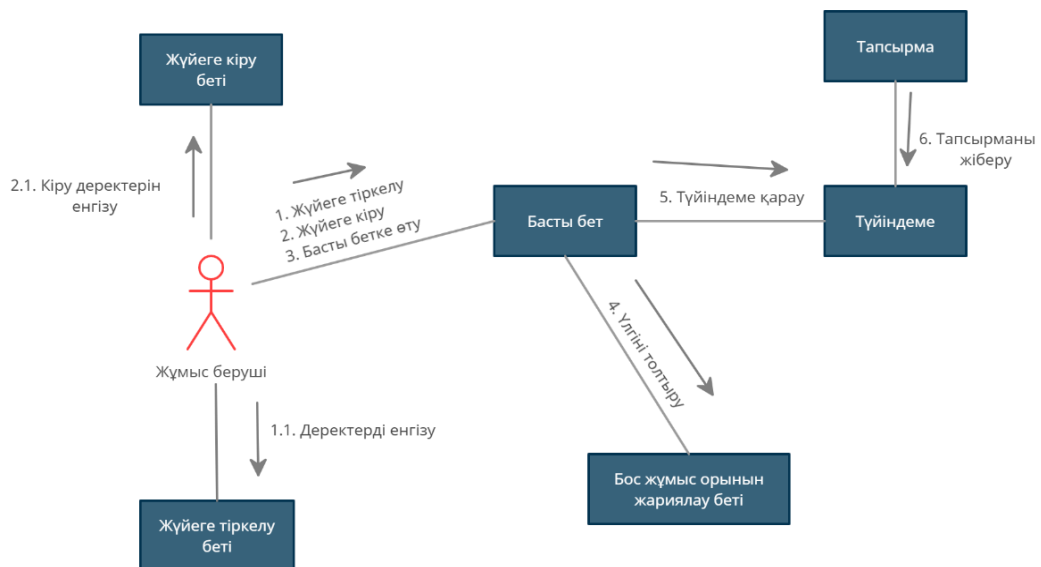 Жүйеге кіру
беті
Тапсырма
6. Тапсырманы
жіберу
2.1. Кіру деректерін
енгізу
1. Жүйеге тіркелу
2. Жүйеге кіру
3. Басты бетке өту
Басты бет
5. Түйіндеме қарау
Түйіндеме
4. Үлгіні толтыру
Жұмыс беруші
1.1. Деректерді енгізу
Бос жұмыс орынын
жариялау беті
Жүйеге тіркелу
беті